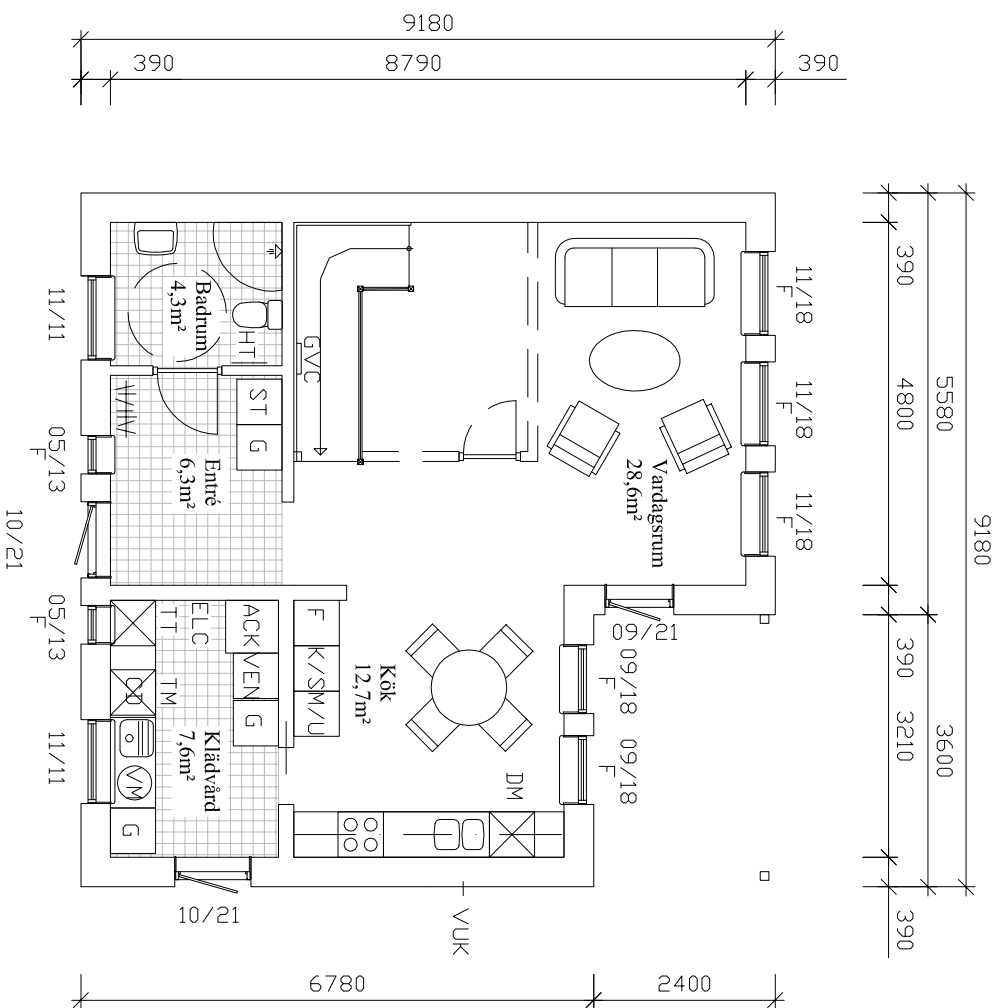 9180
390
8790
390
11/18
F
11/18
F
11/18
F
390
4800
5580
9180
390
3210
3600
390
Badrum
4,3m²
HT
GVC
11/11
ST
G
Entré
6,3m²
05/13
F
10/21
Vardagsrum
28,6m²
09/21
05/13
F
TT
ELC
ACK
VEN
G
TM
Klädvård
7,6m²
VM
G
11/11
F
K/S
M/U
Kök
12,7m²
09/18
F
09/18
F
DM
10/21
VUK
6780
2400